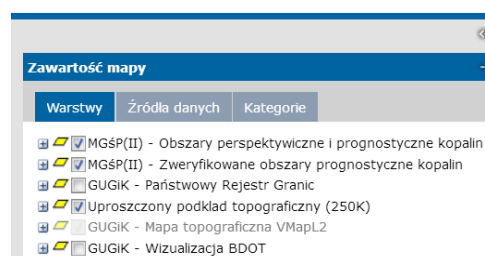 Zawartość mapy
Warstwy Źródła danych Kategorie
MGśP(II) - Obszary perspektywiczne i prognostyczne kopalin
MGśP(II) - Zweryfikowane obszary prognostyczne kopalin
GUGiK - Państwowy Rejestr Granic
Uproszczony podkład topograficzny (250K)
GUGiK - Mapa topograficzna VMapL2
GUGiK - Wizualizacja BDOT